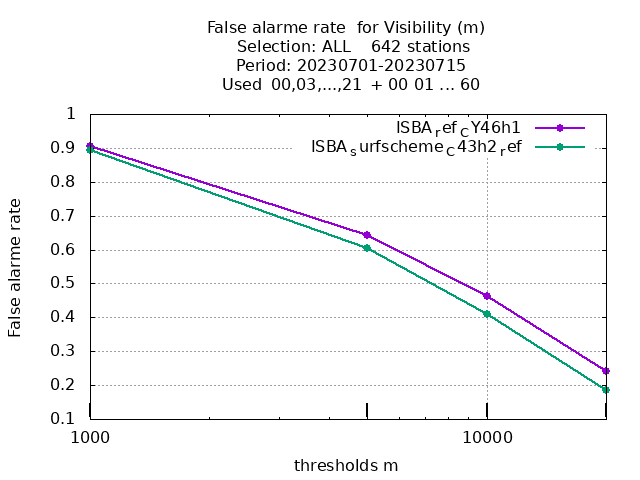 False alarme rate  for Visibility (m)
Selection: ALL    642 stations
Period: 20230701-20230715
Used  00,03,...,21  + 00 01 ... 60
ISBA_ref_CY46h1
ISBA_surfscheme_C43h2_ref
1
0.9
0.8
0.7
0.6
0.5
0.4
0.3
0.2
0.1
False alarme rate
1000
10000
thresholds m